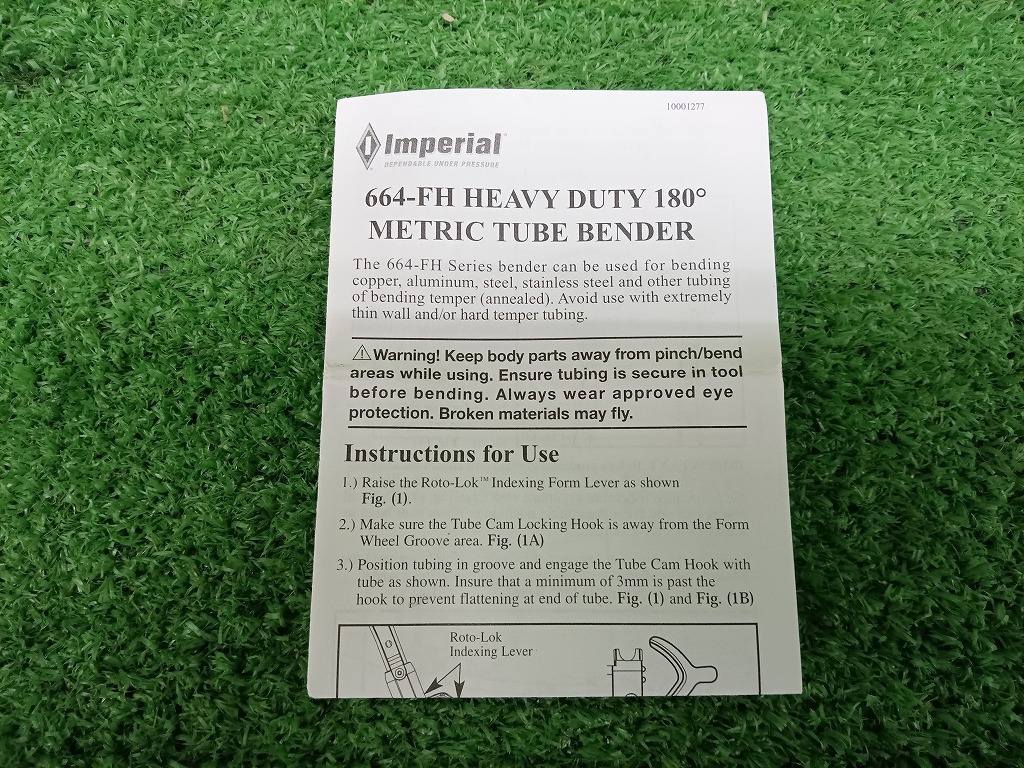 10001277
Imperial®
DEPENDABLE UNDER PRESSURE
664-FH HEAVY DUTY 180°
METRIC TUBE BENDER
The 664-FH Series bender can be used for bending
copper, aluminum, steel, stainless steel and other tubing
of bending temper (annealed). Avoid use with extremely
thin wall and/or hard temper tubing.
⚠Warning! Keep body parts away from pinch/bend
areas while using. Ensure tubing is secure in tool
before bending. Always wear approved eye
protection. Broken materials may fly.
Instructions for Use
1.) Raise the Roto-Lok™ Indexing Form Lever as shown
Fig. (1).
2.) Make sure the Tube Cam Locking Hook is away from the Form
Wheel Groove area. Fig. (1A)
3.) Position tubing in groove and engage the Tube Cam Hook with
tube as shown. Insure that a minimum of 3mm is past the
hook to prevent flattening at end of tube. Fig. (1) and Fig. (1B)
Roto-Lok
Indexing Lever